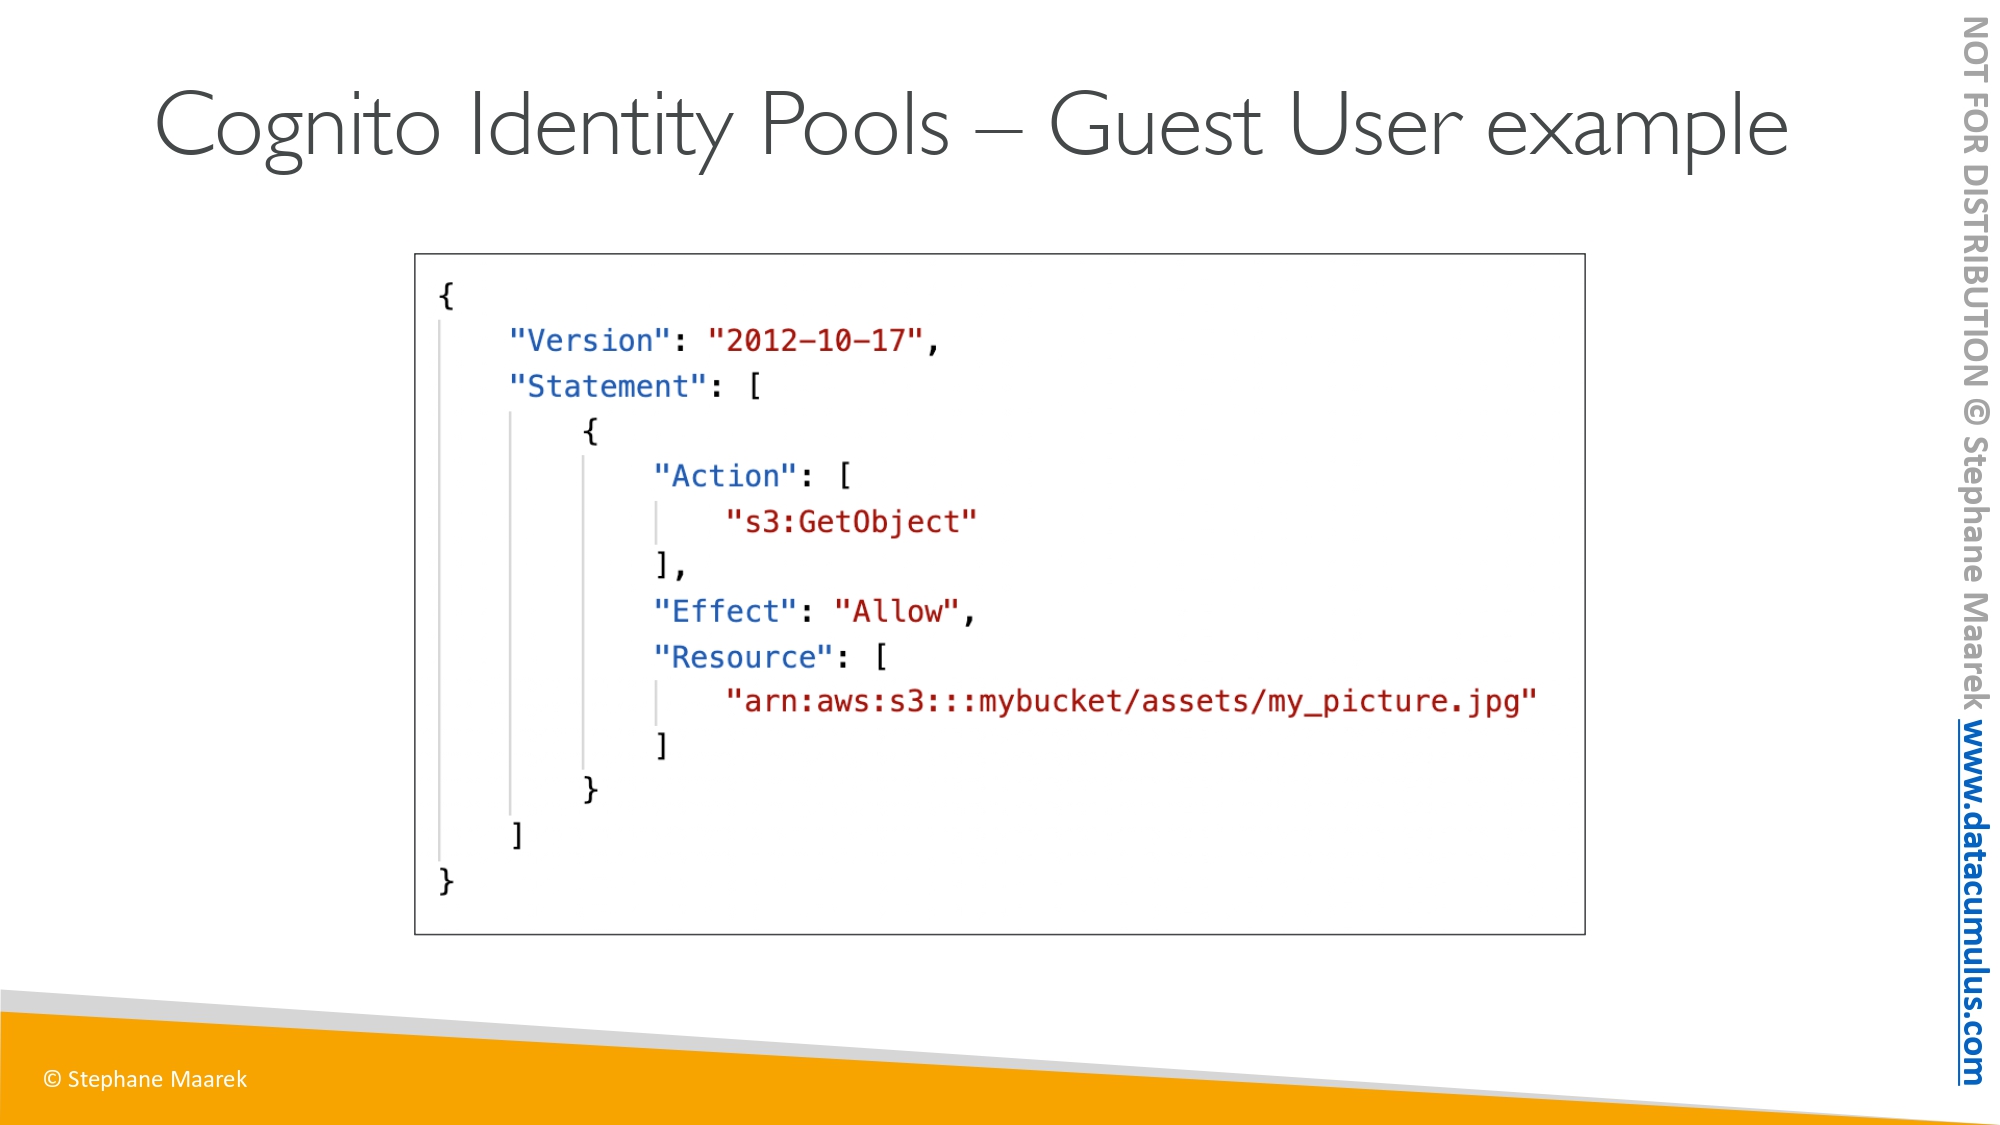 Cognito Identity Pools – Guest User example
{
    "Version": "2012-10-17",
    "Statement": [
        {
            "Action": [
                "s3:GetObject"
            ],
            "Effect": "Allow",
            "Resource": [
                "arn:aws:s3:::mybucket/assets/my_picture.jpg"
            ]
        }
    ]
}
© Stephane Maarek
NOT FOR DISTRIBUTION © Stephane Maarek www.datacumulus.com